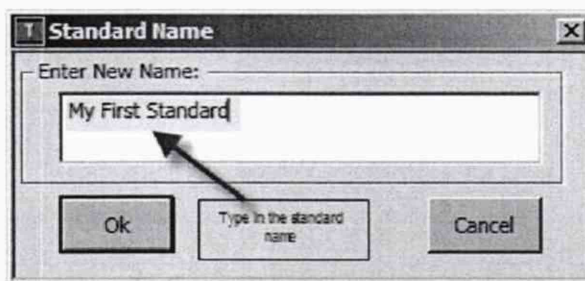 T Standard Name
Enter New Name:
My First Standard
Ok
Type in the standard
name
Cancel